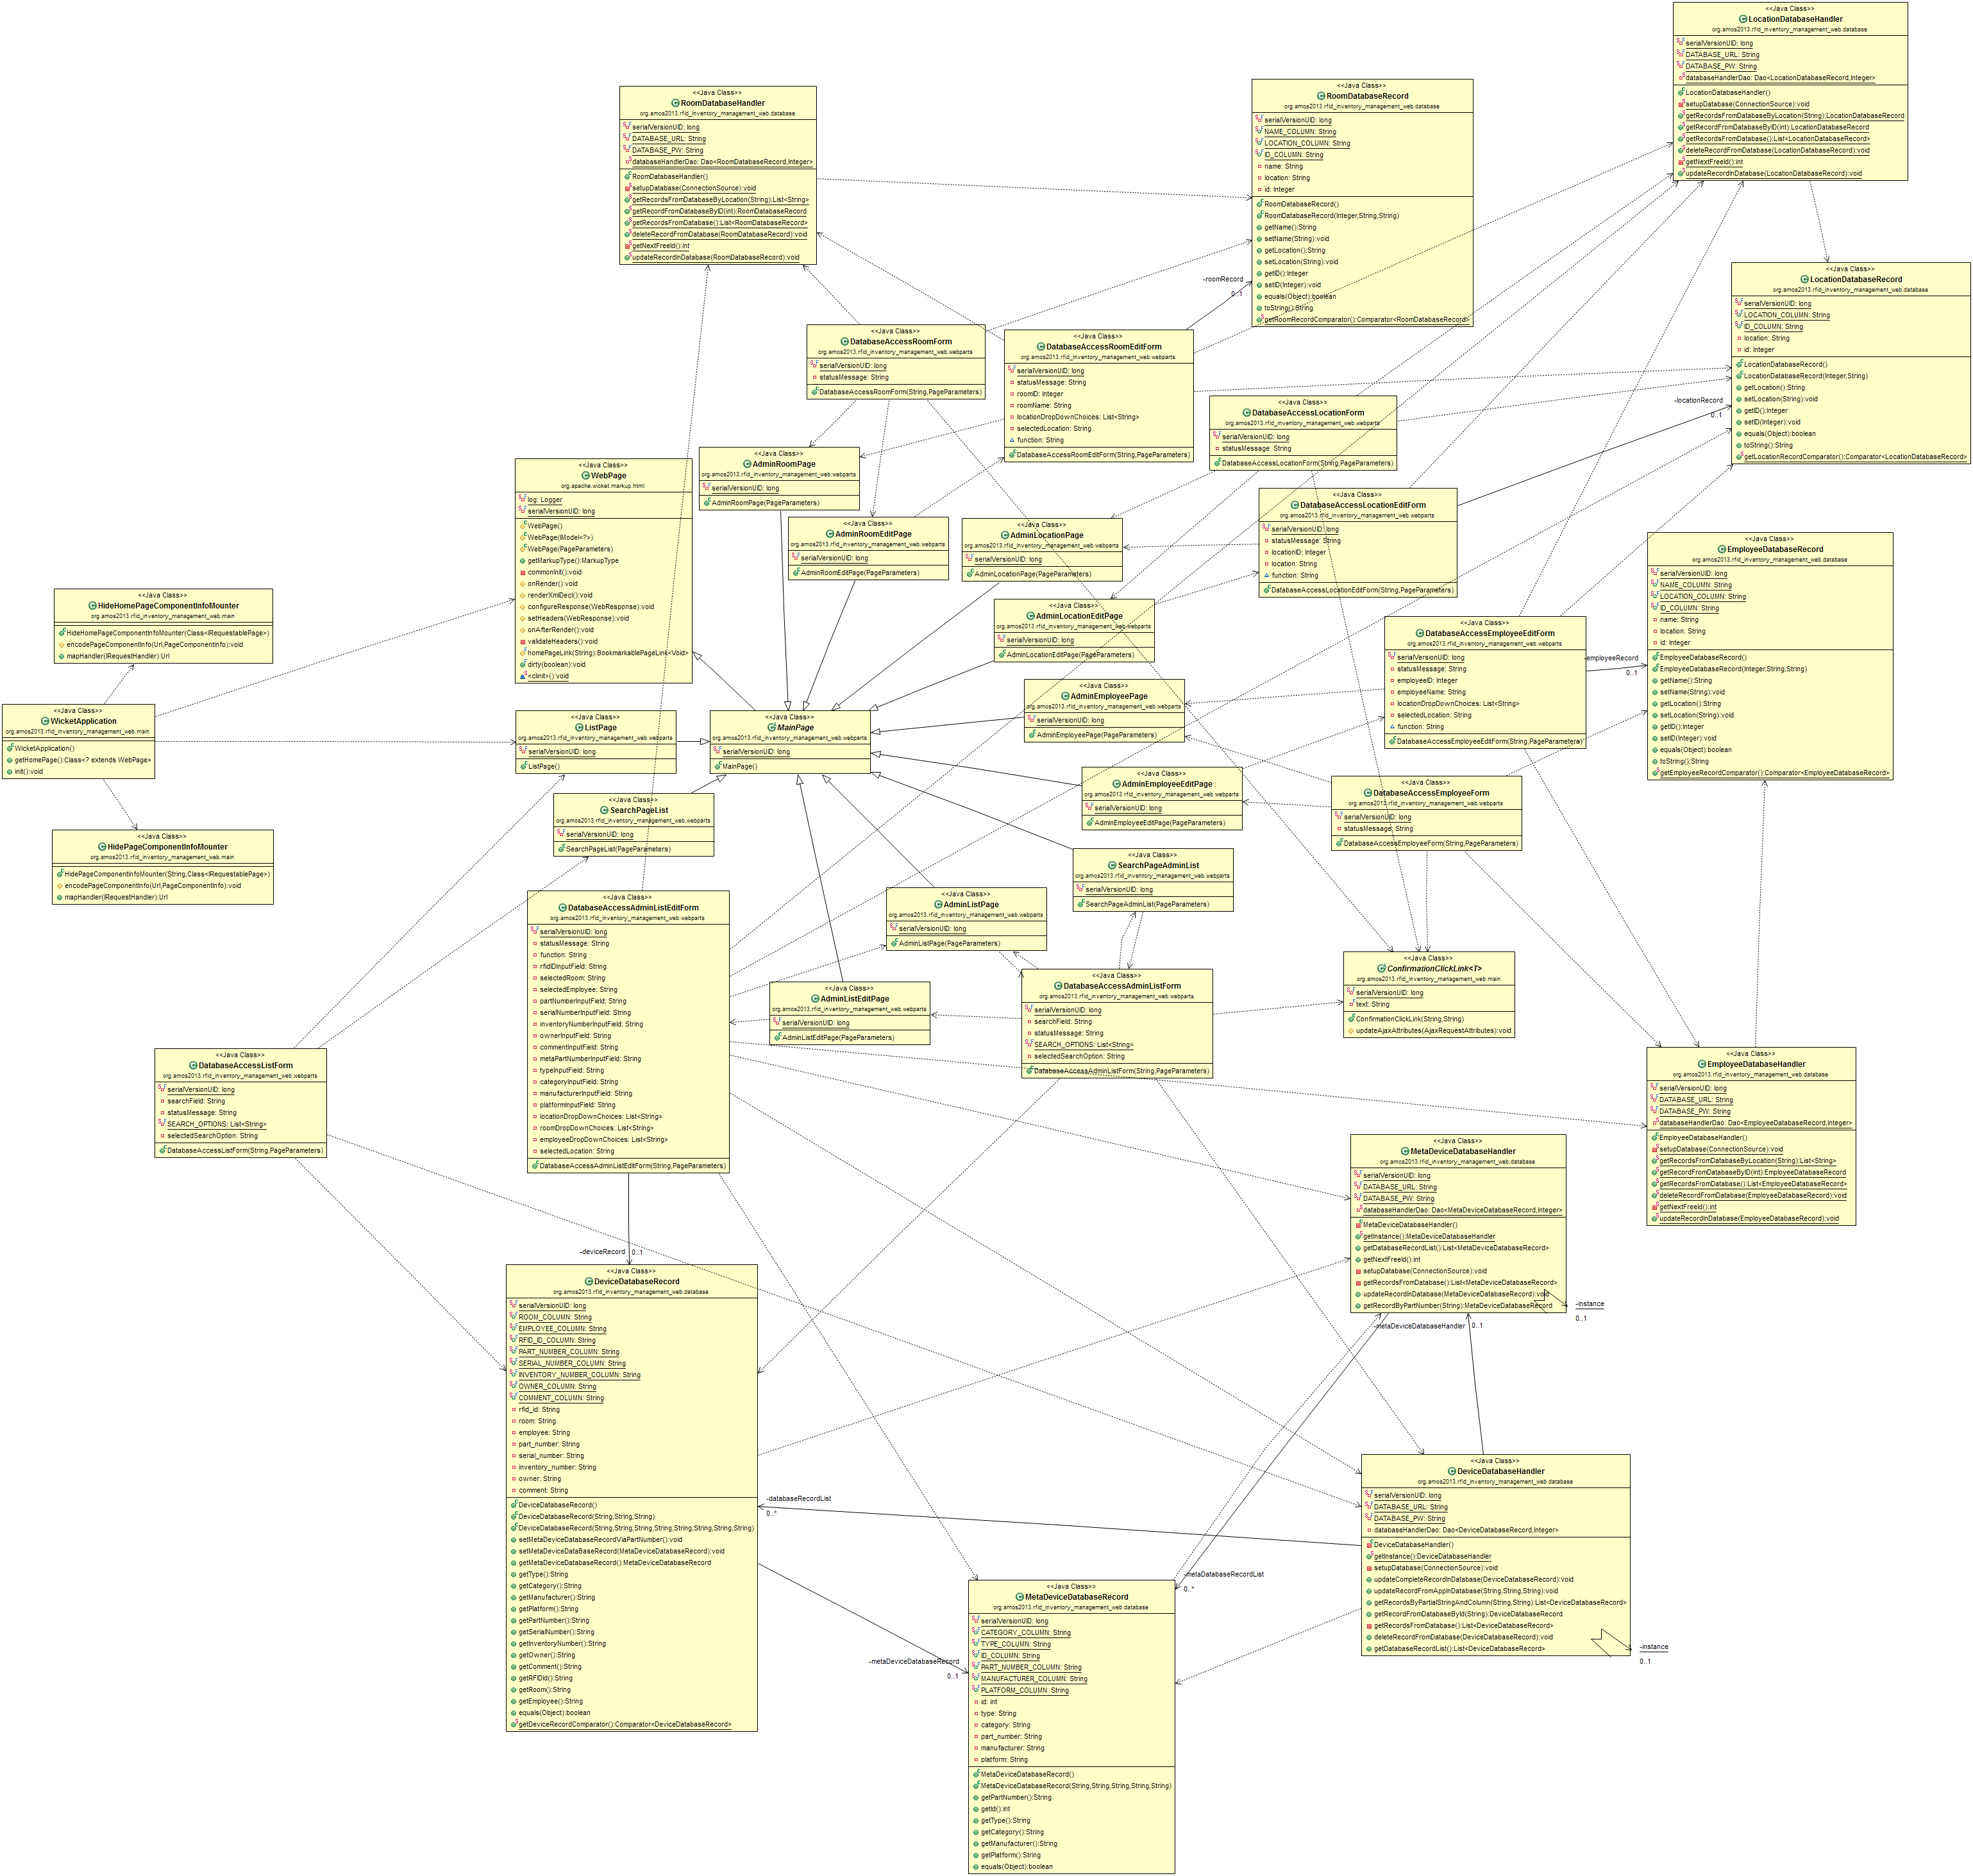 <<Java Class>>
LocationDatabaseHandler
org.amos2013.rfid_inventory_management_web.database
serialVersionUID: long
DATABASE_URL: String
DATABASE_PW: String
databaseHandlerDao: Dao<LocationDatabaseRecord,Integer>
LocationDatabaseHandler()
setupDatabase(ConnectionSource):void
getRecordsFromDatabaseByLocation(String):LocationDatabaseRecord
getRecordFromDatabaseByID(int):LocationDatabaseRecord
getRecordsFromDatabase():List<LocationDatabaseRecord>
deleteRecordFromDatabase(LocationDatabaseRecord):void
getNextFreeId():int
updateRecordInDatabase(LocationDatabaseRecord):void
<<Java Class>>
RoomDatabaseHandler
org.amos2013.rfid_inventory_management_web.database
serialVersionUID: long
DATABASE_URL: String
DATABASE_PW: String
databaseHandlerDao: Dao<RoomDatabaseRecord,Integer>
RoomDatabaseHandler()
setupDatabase(ConnectionSource):void
getRecordsFromDatabaseByLocation(String):List<String>
getRecordFromDatabaseByID(int):RoomDatabaseRecord
getRecordsFromDatabase():List<RoomDatabaseRecord>
deleteRecordFromDatabase(RoomDatabaseRecord):void
getNextFreeId():int
updateRecordInDatabase(RoomDatabaseRecord):void
<<Java Class>>
RoomDatabaseRecord
org.amos2013.rfid_inventory_management_web.database
serialVersionUID: long
NAME_COLUMN: String
LOCATION_COLUMN: String
ID_COLUMN: String
name: String
location: String
id: Integer
RoomDatabaseRecord()
RoomDatabaseRecord(Integer,String,String)
getName():String
setName(String):void
getLocation():String
setLocation(String):void
getID():Integer
setID(Integer):void
equals(Object):boolean
toString():String
getRoomRecordComparator():Comparator<RoomDatabaseRecord>
-roomRecord
0..1
<<Java Class>>
LocationDatabaseRecord
org.amos2013.rfid_inventory_management_web.database
serialVersionUID: long
LOCATION_COLUMN: String
ID_COLUMN: String
location: String
id: Integer
LocationDatabaseRecord()
LocationDatabaseRecord(Integer,String)
getLocation():String
setLocation(String):void
getID():Integer
setID(Integer):void
equals(Object):boolean
toString():String
getLocationRecordComparator():Comparator<LocationDatabaseRecord>
-locationRecord
0..1
<<Java Class>>
DatabaseAccessRoomForm
org.amos2013.rfid_inventory_management_web.webparts
serialVersionUID: long
statusMessage: String
DatabaseAccessRoomForm(String,PageParameters)
<<Java Class>>
DatabaseAccessRoomEditForm
org.amos2013.rfid_inventory_management_web.webparts
serialVersionUID: long
statusMessage: String
roomID: Integer
roomName: String
locationDropDownChoices: List<String>
selectedLocation: String
function: String
DatabaseAccessRoomEditForm(String,PageParameters)
<<Java Class>>
DatabaseAccessLocationForm
org.amos2013.rfid_inventory_management_web.webparts
serialVersionUID: long
statusMessage: String
DatabaseAccessLocationForm(String,PageParameters)
<<Java Class>>
AdminRoomPage
org.amos2013.rfid_inventory_management_web.webparts
serialVersionUID: long
AdminRoomPage(PageParameters)
<<Java Class>>
WebPage
org.apache.wicket.markup.html
log: Logger
serialVersionUID: long
WebPage()
WebPage(IModel<?>)
WebPage(PageParameters)
getMarkupType():MarkupType
commonInit():void
onRender():void
renderXmlDecl():void
configureResponse(WebResponse):void
setHeaders(WebResponse):void
onAfterRender():void
validateHeaders():void
homePageLink(String):BookmarkablePageLink<Void>
dirty(boolean):void
<clinit>():void
<<Java Class>>
AdminRoomEditPage
org.amos2013.rfid_inventory_management_web.webparts
serialVersionUID: long
AdminRoomEditPage(PageParameters)
<<Java Class>>
AdminLocationPage
org.amos2013.rfid_inventory_management_web.webparts
serialVersionUID: long
AdminLocationPage(PageParameters)
<<Java Class>>
DatabaseAccessLocationEditForm
org.amos2013.rfid_inventory_management_web.webparts
serialVersionUID: long
statusMessage: String
locationID: Integer
location: String
function: String
DatabaseAccessLocationEditForm(String,PageParameters)
<<Java Class>>
EmployeeDatabaseRecord
org.amos2013.rfid_inventory_management_web.database
serialVersionUID: long
NAME_COLUMN: String
LOCATION_COLUMN: String
ID_COLUMN: String
name: String
location: String
id: Integer
EmployeeDatabaseRecord()
EmployeeDatabaseRecord(Integer,String,String)
getName():String
setName(String):void
getLocation():String
setLocation(String):void
getID():Integer
setID(Integer):void
equals(Object):boolean
toString():String
getEmployeeRecordComparator():Comparator<EmployeeDatabaseRecord>
<<Java Class>>
HideHomePageComponentInfoMounter
org.amos2013.rfid_inventory_management_web.main
HideHomePageComponentInfoMounter(Class<IRequestablePage>)
encodePageComponentInfo(Url,PageComponentInfo):void
mapHandler(IRequestHandler):Url
<<Java Class>>
AdminLocationEditPage
org.amos2013.rfid_inventory_management_web.webparts
serialVersionUID: long
AdminLocationEditPage(PageParameters)
<<Java Class>>
DatabaseAccessEmployeeEditForm
org.amos2013.rfid_inventory_management_web.webparts
serialVersionUID: long
statusMessage: String
employeeID: Integer
employeeName: String
locationDropDownChoices: List<String>
selectedLocation: String
function: String
DatabaseAccessEmployeeEditForm(String,PageParameters)
-employeeRecord
0..1
<<Java Class>>
AdminEmployeePage
org.amos2013.rfid_inventory_management_web.webparts
serialVersionUID: long
AdminEmployeePage(PageParameters)
<<Java Class>>
WicketApplication
org.amos2013.rfid_inventory_management_web.main
WicketApplication()
getHomePage():Class<? extends WebPage>
init():void
<<Java Class>>
ListPage
org.amos2013.rfid_inventory_management_web.webparts
serialVersionUID: long
ListPage()
<<Java Class>>
MainPage
org.amos2013.rfid_inventory_management_web.webparts
serialVersionUID: long
MainPage()
<<Java Class>>
AdminEmployeeEditPage
org.amos2013.rfid_inventory_management_web.webparts
serialVersionUID: long
AdminEmployeeEditPage(PageParameters)
<<Java Class>>
DatabaseAccessEmployeeForm
org.amos2013.rfid_inventory_management_web.webparts
serialVersionUID: long
statusMessage: String
DatabaseAccessEmployeeForm(String,PageParameters)
<<Java Class>>
SearchPageList
org.amos2013.rfid_inventory_management_web.webparts
serialVersionUID: long
SearchPageList(PageParameters)
<<Java Class>>
HidePageComponentInfoMounter
org.amos2013.rfid_inventory_management_web.main
HidePageComponentInfoMounter(String,Class<IRequestablePage>)
encodePageComponentInfo(Url,PageComponentInfo):void
mapHandler(IRequestHandler):Url
<<Java Class>>
SearchPageAdminList
org.amos2013.rfid_inventory_management_web.webparts
serialVersionUID: long
SearchPageAdminList(PageParameters)
<<Java Class>>
DatabaseAccessAdminListEditForm
org.amos2013.rfid_inventory_management_web.webparts
serialVersionUID: long
statusMessage: String
function: String
rfidIDInputField: String
selectedRoom: String
selectedEmployee: String
partNumberInputField: String
serialNumberInputField: String
inventoryNumberInputField: String
ownerInputField: String
commentInputField: String
metaPartNumberInputField: String
typeInputField: String
categoryInputField: String
manufacturerInputField: String
platformInputField: String
locationDropDownChoices: List<String>
roomDropDownChoices: List<String>
employeeDropDownChoices: List<String>
selectedLocation: String
DatabaseAccessAdminListEditForm(String,PageParameters)
<<Java Class>>
AdminListPage
org.amos2013.rfid_inventory_management_web.webparts
serialVersionUID: long
AdminListPage(PageParameters)
<<Java Class>>
ConfirmationClickLink<T>
org.amos2013.rfid_inventory_management_web.main
serialVersionUID: long
text: String
ConfirmationClickLink(String,String)
updateAjaxAttributes(AjaxRequestAttributes):void
<<Java Class>>
DatabaseAccessAdminListForm
org.amos2013.rfid_inventory_management_web.webparts
serialVersionUID: long
searchField: String
statusMessage: String
SEARCH_OPTIONS: List<String>
selectedSearchOption: String
DatabaseAccessAdminListForm(String,PageParameters)
<<Java Class>>
AdminListEditPage
org.amos2013.rfid_inventory_management_web.webparts
serialVersionUID: long
AdminListEditPage(PageParameters)
<<Java Class>>
DatabaseAccessListForm
org.amos2013.rfid_inventory_management_web.webparts
serialVersionUID: long
searchField: String
statusMessage: String
SEARCH_OPTIONS: List<String>
selectedSearchOption: String
DatabaseAccessListForm(String,PageParameters)
<<Java Class>>
EmployeeDatabaseHandler
org.amos2013.rfid_inventory_management_web.database
serialVersionUID: long
DATABASE_URL: String
DATABASE_PW: String
databaseHandlerDao: Dao<EmployeeDatabaseRecord,Integer>
EmployeeDatabaseHandler()
setupDatabase(ConnectionSource):void
getRecordsFromDatabaseByLocation(String):List<String>
getRecordFromDatabaseByID(int):EmployeeDatabaseRecord
getRecordsFromDatabase():List<EmployeeDatabaseRecord>
deleteRecordFromDatabase(EmployeeDatabaseRecord):void
getNextFreeId():int
updateRecordInDatabase(EmployeeDatabaseRecord):void
<<Java Class>>
MetaDeviceDatabaseHandler
org.amos2013.rfid_inventory_management_web.database
serialVersionUID: long
DATABASE_URL: String
DATABASE_PW: String
databaseHandlerDao: Dao<MetaDeviceDatabaseRecord,Integer>
MetaDeviceDatabaseHandler()
getInstance():MetaDeviceDatabaseHandler
getDatabaseRecordList():List<MetaDeviceDatabaseRecord>
getNextFreeId():int
setupDatabase(ConnectionSource):void
getRecordsFromDatabase():List<MetaDeviceDatabaseRecord>
updateRecordInDatabase(MetaDeviceDatabaseRecord):void
getRecordByPartNumber(String):MetaDeviceDatabaseRecord
-instance
0..1
-metaDeviceDatabaseHandler
0..1
-deviceRecord
0..1
<<Java Class>>
DeviceDatabaseRecord
org.amos2013.rfid_inventory_management_web.database
serialVersionUID: long
ROOM_COLUMN: String
EMPLOYEE_COLUMN: String
RFID_ID_COLUMN: String
PART_NUMBER_COLUMN: String
SERIAL_NUMBER_COLUMN: String
INVENTORY_NUMBER_COLUMN: String
OWNER_COLUMN: String
COMMENT_COLUMN: String
rfid_id: String
room: String
employee: String
part_number: String
serial_number: String
inventory_number: String
owner: String
comment: String
DeviceDatabaseRecord()
DeviceDatabaseRecord(String,String,String)
DeviceDatabaseRecord(String,String,String,String,String,String,String,String)
setMetaDeviceDatabaseRecordViaPartNumber():void
setMetaDeviceDataBaseRecord(MetaDeviceDatabaseRecord):void
getMetaDeviceDatabaseRecord():MetaDeviceDatabaseRecord
getType():String
getCategory():String
getManufacturer():String
getPlatform():String
getPartNumber():String
getSerialNumber():String
getInventoryNumber():String
getOwner():String
getComment():String
getRFIDId():String
getRoom():String
getEmployee():String
equals(Object):boolean
getDeviceRecordComparator():Comparator<DeviceDatabaseRecord>
-databaseRecordList
0..*
<<Java Class>>
DeviceDatabaseHandler
org.amos2013.rfid_inventory_management_web.database
serialVersionUID: long
DATABASE_URL: String
DATABASE_PW: String
databaseHandlerDao: Dao<DeviceDatabaseRecord,Integer>
DeviceDatabaseHandler()
getInstance():DeviceDatabaseHandler
setupDatabase(ConnectionSource):void
updateCompleteRecordInDatabase(DeviceDatabaseRecord):void
updateRecordFromAppInDatabase(String,String,String):void
getRecordsByPartialStringAndColumn(String,String):List<DeviceDatabaseRecord>
getRecordFromDatabaseById(String):DeviceDatabaseRecord
getRecordsFromDatabase():List<DeviceDatabaseRecord>
deleteRecordFromDatabase(DeviceDatabaseRecord):void
getDatabaseRecordList():List<DeviceDatabaseRecord>
-instance
0..1
-metaDatabaseRecordList
0..*
-metaDeviceDatabaseRecord
0..1
<<Java Class>>
MetaDeviceDatabaseRecord
org.amos2013.rfid_inventory_management_web.database
serialVersionUID: long
CATEGORY_COLUMN: String
TYPE_COLUMN: String
ID_COLUMN: String
PART_NUMBER_COLUMN: String
MANUFACTURER_COLUMN: String
PLATFORM_COLUMN: String
id: int
type: String
category: String
part_number: String
manufacturer: String
platform: String
MetaDeviceDatabaseRecord()
MetaDeviceDatabaseRecord(String,String,String,String,String)
getPartNumber():String
getId():int
getType():String
getCategory():String
getManufacturer():String
getPlatform():String
equals(Object):boolean